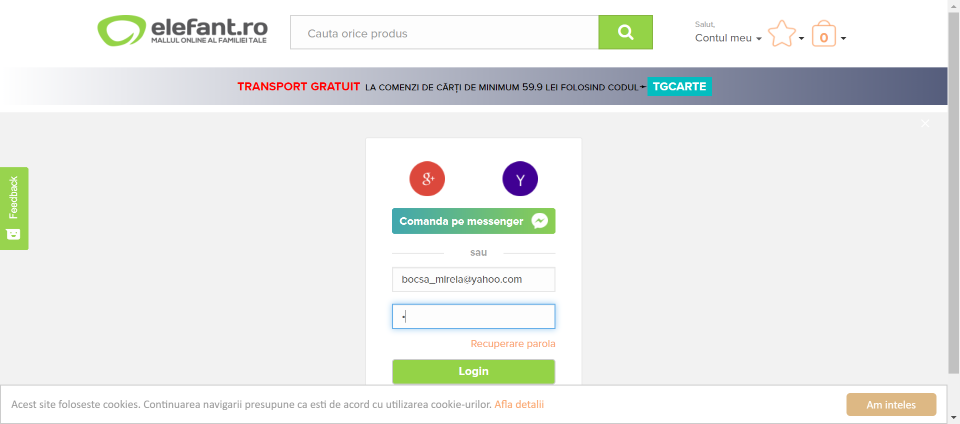 elefant.ro
MALLUL ONLINE AL FAMILIEI TALE
Cauta orice produs
Salut,
Contul meu
0
TRANSPORT GRATUIT LA COMENZI DE CĂRȚI DE MINIMUM 59.9 LEI FOLOSIND CODUL TGCARTE
Feedback
g+
Y
Comanda pe messenger
sau
bocsa_mirela@yahoo.com
Recuperare parola
Login
Acest site foloseste cookies. Continuarea navigarii presupune ca esti de acord cu utilizarea cookie-urilor. Afla detalii
Am inteles